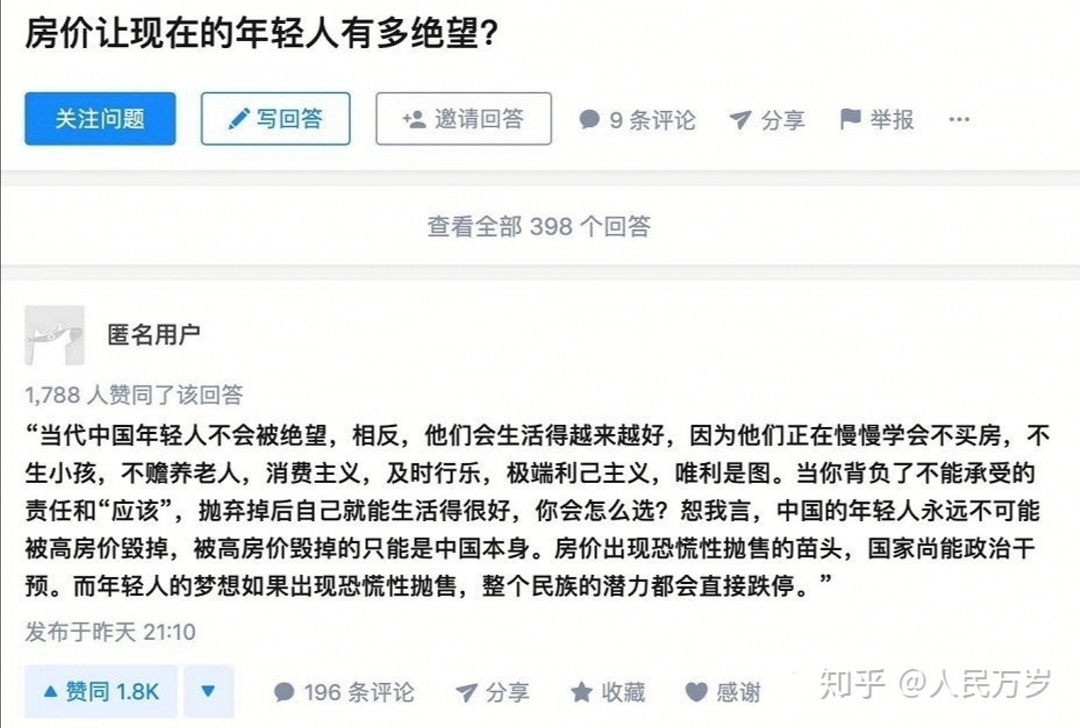 房价让现在的年轻人有多绝望？
关注问题 写回答 邀请回答 9 条评论 分享 举报 ···
查看全部 398 个回答
匿名用户
1,788 人赞同了该回答
“当代中国年轻人不会被绝望，相反，他们会生活得越来越好，因为他们正在慢慢学会不买房，不
生小孩，不赡养老人，消费主义，及时行乐，极端利己主义，唯利是图。当你背负了不能承受的
责任和“应该”，抛弃掉后自己就能生活得很好，你会怎么选？恕我言，中国的年轻人永远不可能
被高房价毁掉，被高房价毁掉的只能是中国本身。房价出现恐慌性抛售的苗头，国家尚能政治干
预。而年轻人的梦想如果出现恐慌性抛售，整个民族的潜力都会直接跌停。”
发布于昨天 21:10
赞同 1.8K 196 条评论 分享 收藏 感谢
知乎 @人民万岁